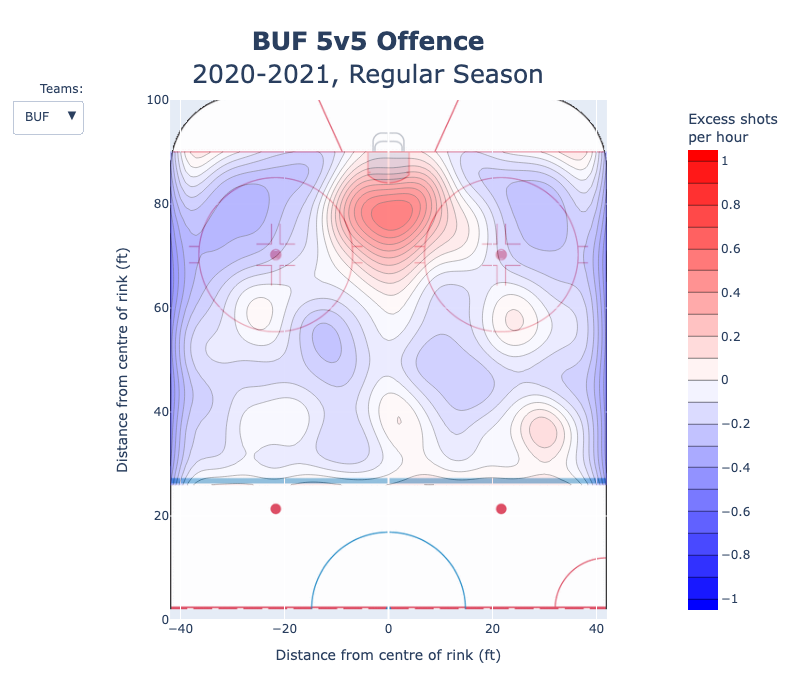 BUF 5v5 Offence
2020-2021, Regular Season
Teams:
BUF ▼
Excess shots
per hour
1
0.8
0.6
0.4
0.2
0
−0.2
−0.4
−0.6
−0.8
−1
100
80
60
40
20
0
Distance from centre of rink (ft)
−40
−20
0
20
40
Distance from centre of rink (ft)